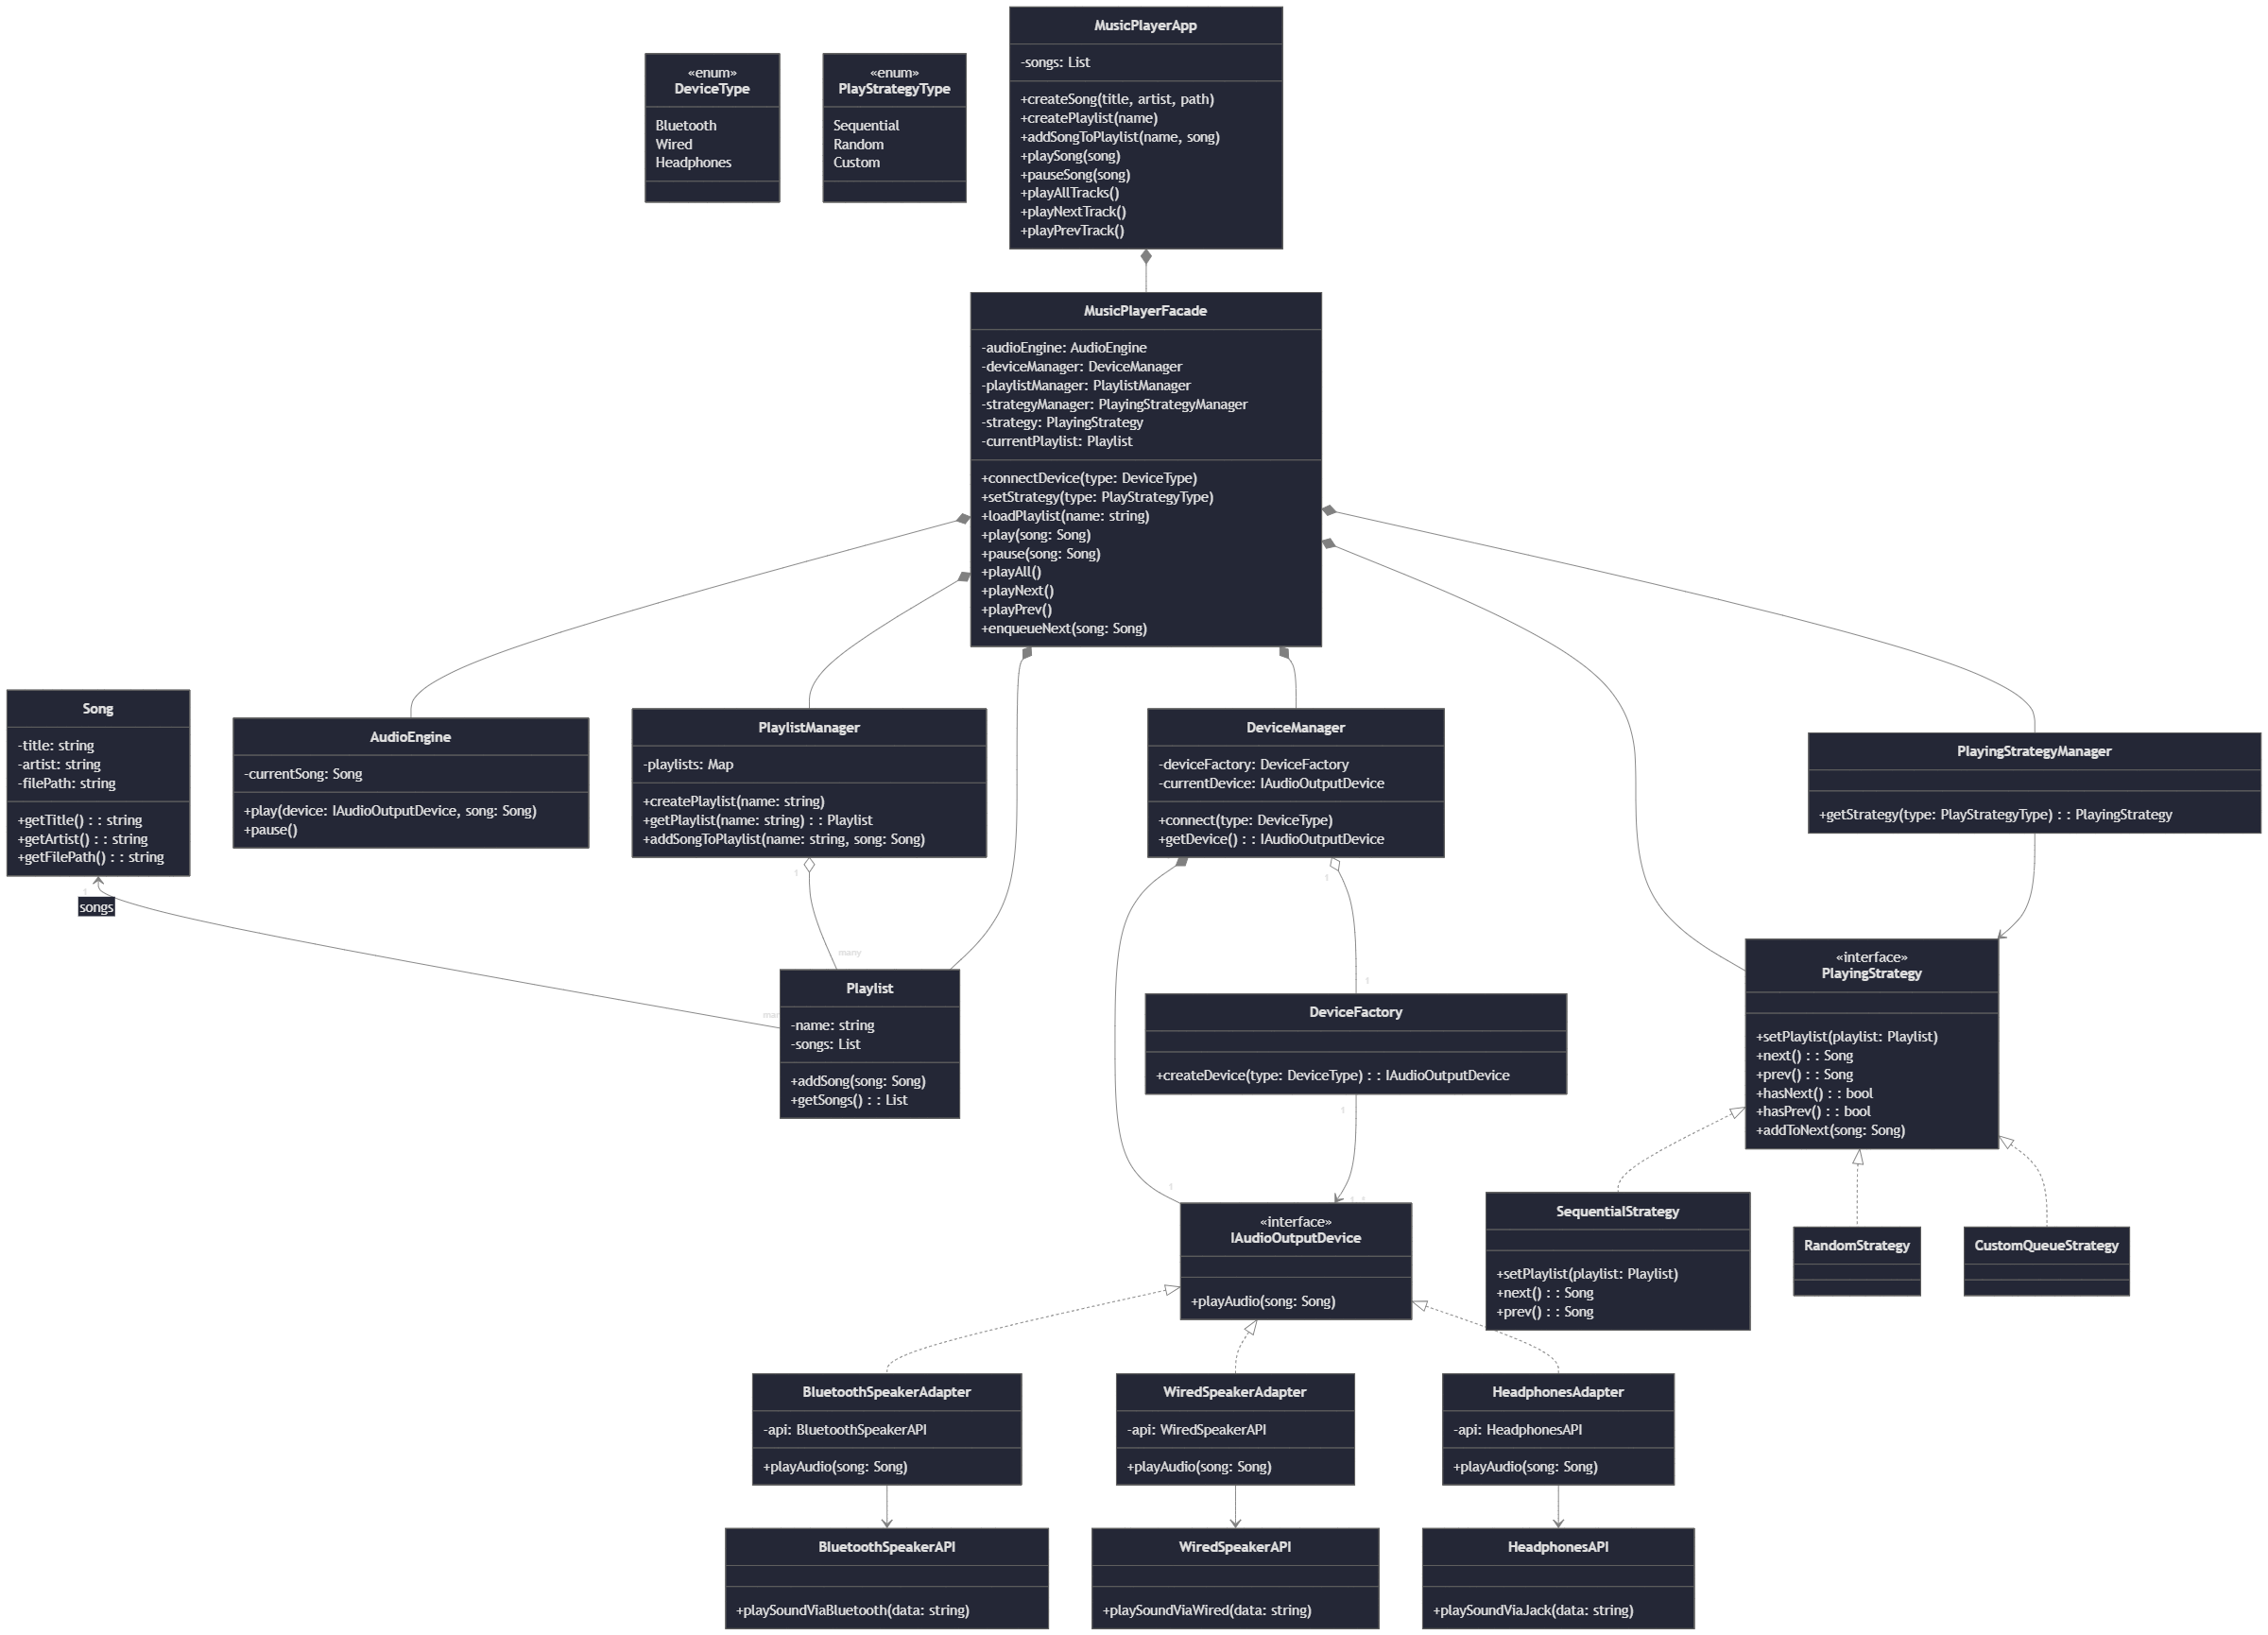 MusicPlayerApp
-songs: List
+createSong(title, artist, path)
+createPlaylist(name)
+addSongToPlaylist(name, song)
+playSong(song)
+pauseSong(song)
+playAllTracks()
+playNextTrack()
+playPrevTrack()
«enum»
DeviceType
Bluetooth
Wired
Headphones
«enum»
PlayStrategyType
Sequential
Random
Custom
MusicPlayerFacade
-audioEngine: AudioEngine
-deviceManager: DeviceManager
-playlistManager: PlaylistManager
-strategyManager: PlayingStrategyManager
-strategy: PlayingStrategy
-currentPlaylist: Playlist
+connectDevice(type: DeviceType)
+setStrategy(type: PlayStrategyType)
+loadPlaylist(name: string)
+play(song: Song)
+pause(song: Song)
+playAll()
+playNext()
+playPrev()
+enqueueNext(song: Song)
Song
-title: string
-artist: string
-filePath: string
+getTitle() : : string
+getArtist() : : string
+getFilePath() : : string
1
songs
AudioEngine
-currentSong: Song
+play(device: IAudioOutputDevice, song: Song)
+pause()
PlaylistManager
-playlists: Map
+createPlaylist(name: string)
+getPlaylist(name: string) : : Playlist
+addSongToPlaylist(name: string, song: Song)
1
many
DeviceManager
-deviceFactory: DeviceFactory
-currentDevice: IAudioOutputDevice
+connect(type: DeviceType)
+getDevice() : : IAudioOutputDevice
1
1
PlayingStrategyManager
+getStrategy(type: PlayStrategyType) : : PlayingStrategy
Playlist
-name: string
-songs: List
+addSong(song: Song)
+getSongs() : : List
DeviceFactory
+createDevice(type: DeviceType) : : IAudioOutputDevice
1
1
«interface»
PlayingStrategy
+setPlaylist(playlist: Playlist)
+next() : : Song
+prev() : : Song
+hasNext() : : bool
+hasPrev() : : bool
+addToNext(song: Song)
«interface»
IAudioOutputDevice
+playAudio(song: Song)
SequentialStrategy
+setPlaylist(playlist: Playlist)
+next() : : Song
+prev() : : Song
RandomStrategy
CustomQueueStrategy
BluetoothSpeakerAdapter
-api: BluetoothSpeakerAPI
+playAudio(song: Song)
WiredSpeakerAdapter
-api: WiredSpeakerAPI
+playAudio(song: Song)
HeadphonesAdapter
-api: HeadphonesAPI
+playAudio(song: Song)
BluetoothSpeakerAPI
+playSoundViaBluetooth(data: string)
WiredSpeakerAPI
+playSoundViaWired(data: string)
HeadphonesAPI
+playSoundViaJack(data: string)